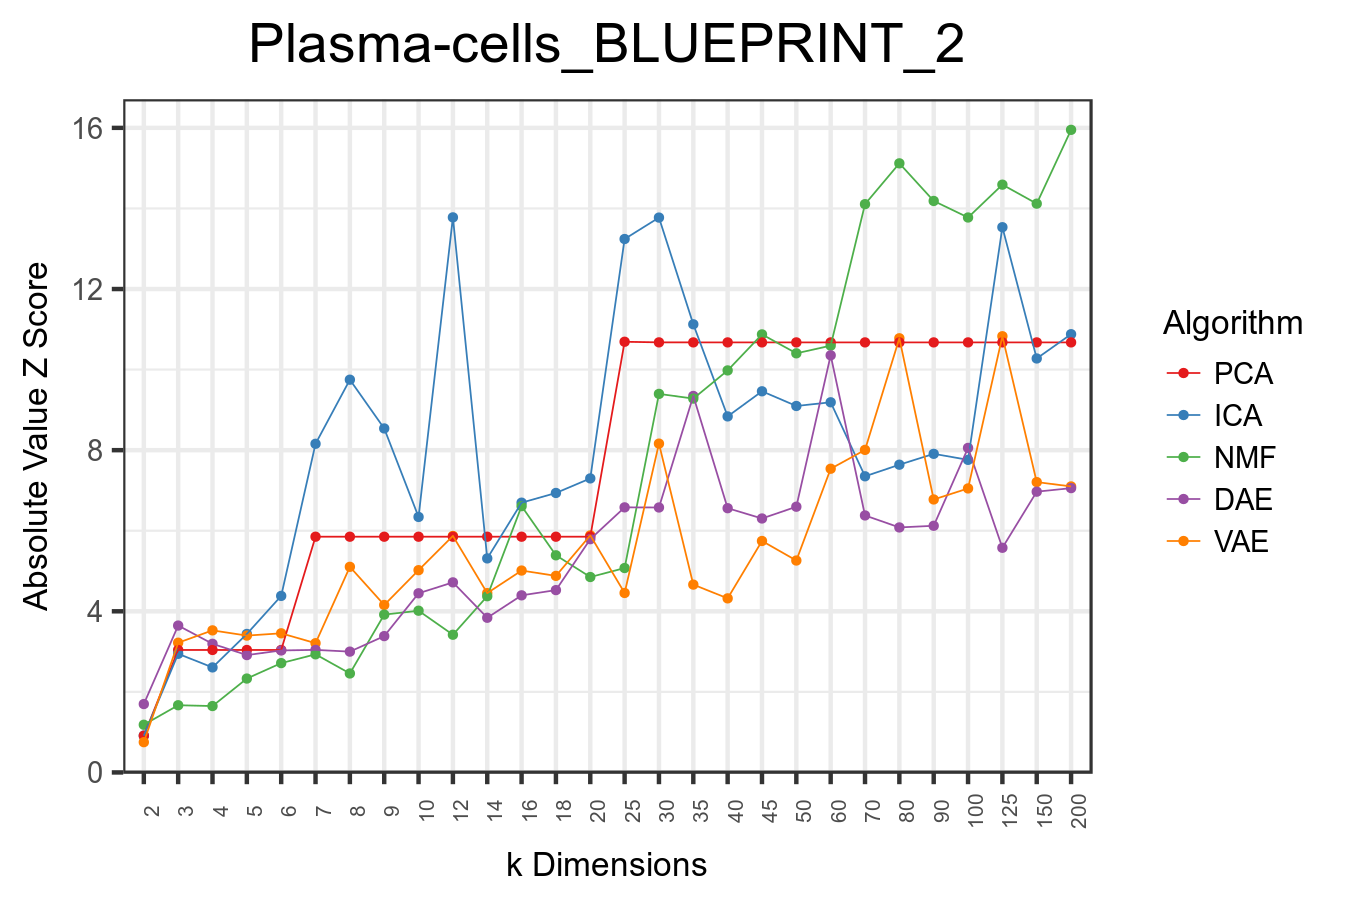 Plasma-cells_BLUEPRINT_2
Absolute Value Z Score
16
12
8
4
0
2 3 4 5 6 7 8 9 10 12 14 16 18 20 25 30 35 40 45 50 60 70 80 90 100 125 150 200
k Dimensions
Algorithm
PCA
ICA
NMF
DAE
VAE